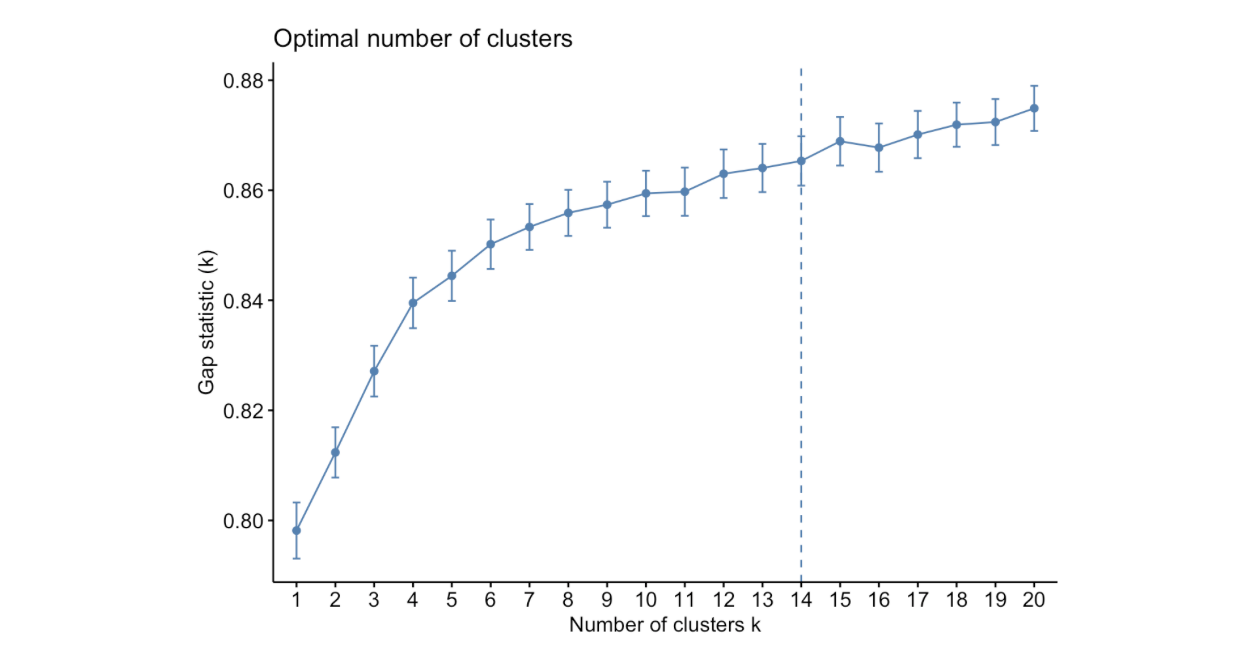 Optimal number of clusters
0.88
0.86
0.84
0.82
0.80
Gap statistic (k)
1 2 3 4 5 6 7 8 9 10 11 12 13 14 15 16 17 18 19 20
Number of clusters k